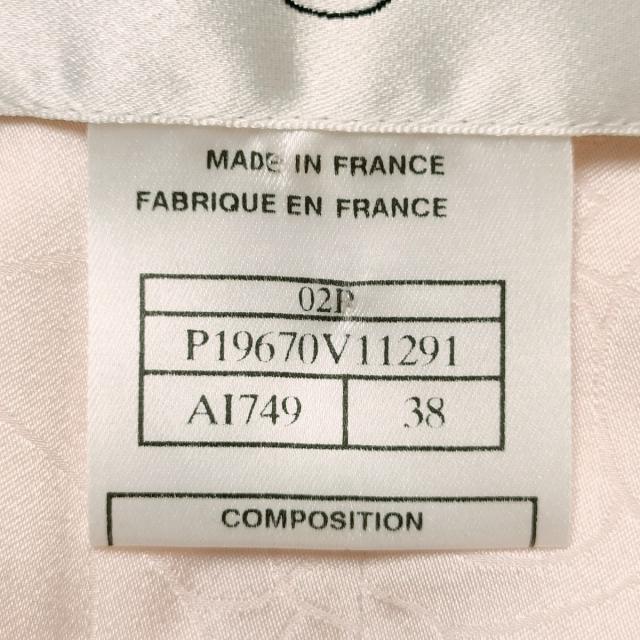 MADE IN FRANCE
FABRIQUE EN FRANCE
02P
P19670V11291
AI749 38
COMPOSITION